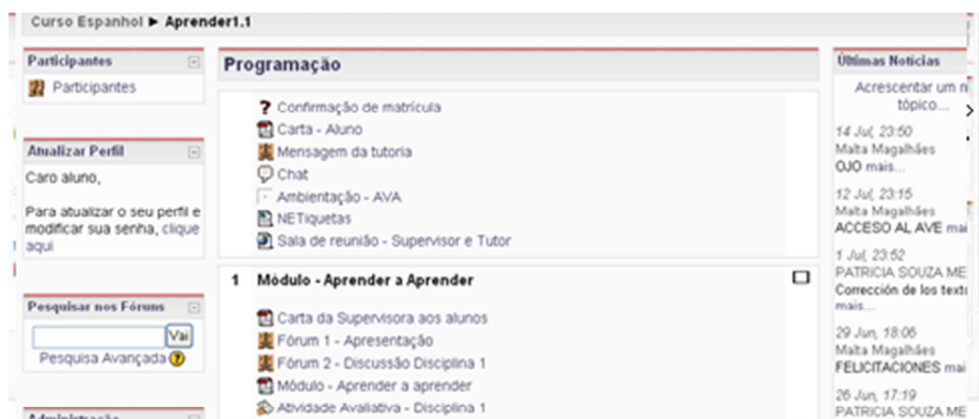 Curso Espanhol ► Aprender1.1
Participantes
Participantes
Atualizar Perfil
Caro aluno,
Para atualizar o seu perfil e
modificar sua senha, clique
aqui
Pesquisar nos Fóruns
Vai
Pesquisa Avançada
Administração
Programação
Confirmação de matrícula
Carta - Aluno
Mensagem da tutoria
Chat
Ambientação - AVA
NETiquetas
Sala de reunião - Supervisor e Tutor
1 Módulo - Aprender a Aprender
Carta da Supervisora aos alunos
Fórum 1 - Apresentação
Fórum 2 - Discussão Disciplina 1
Módulo - Aprender a aprender
Atividade Avaliativa - Disciplina 1
Últimas Notícias
Acrescentar um n
tópico...
14 Jul, 23:50
Malta Magalhães
OJO mais...
12 Jul, 23:15
Malta Magalhães
ACCESO AL AVE mai
1 Jul, 23:52
PATRICIA SOUZA ME
Corrección de los text
mais...
29 Jun, 18:06
Malta Magalhães
FELICITACIONES mai
26 Jun, 17:19
PATRICIA SOUZA ME